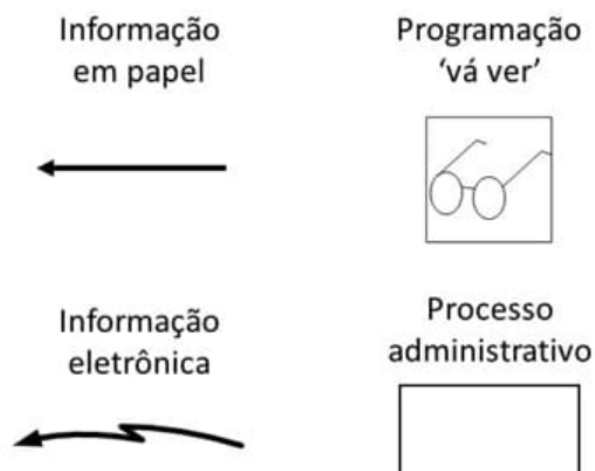 Informação
em papel
Programação
‘vá ver’
Informação
eletrônica
Processo
administrativo